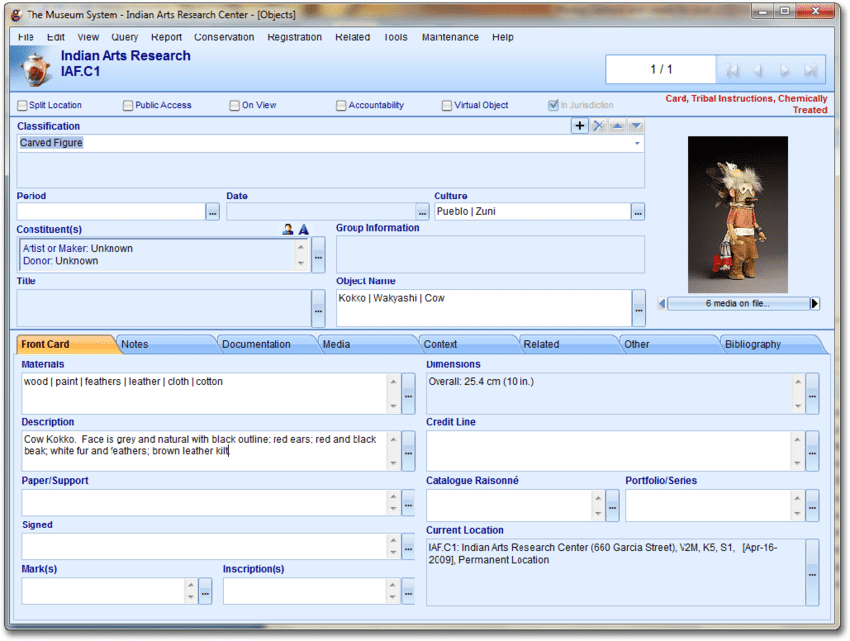 The Museum System - Indian Arts Research Center - [Objects]
File Edit View Query Report Conservation Registration Related Tools Maintenance Help
Indian Arts Research
IAF.C1
1 / 1
Split Location Public Access On View Accountability Virtual Object In Jurisdiction
Card, Tribal Instructions, Chemically
Treated
Classification
Carved Figure
Period Date Culture
Pueblo | Zuni
Constituent(s) Group Information
Artist or Maker: Unknown
Donor: Unknown
Title Object Name
Kokko | Wakyashi | Cow
6 media on file...
Front Card Notes Documentation Media Context Related Other Bibliography
Materials Dimensions
wood | paint | feathers | leather | cloth | cotton Overall: 25.4 cm (10 in.)
Description Credit Line
Cow Kokko. Face is grey and natural with black outline; red ears; red and black
beak; white fur and feathers; brown leather kilt
Paper/Support Catalogue Raisonné Portfolio/Series
Signed
Current Location
IAF.C1: Indian Arts Research Center (660 Garcia Street), V2M, K5, S1, [Apr-16-
2009], Permanent Location
Mark(s) Inscription(s)